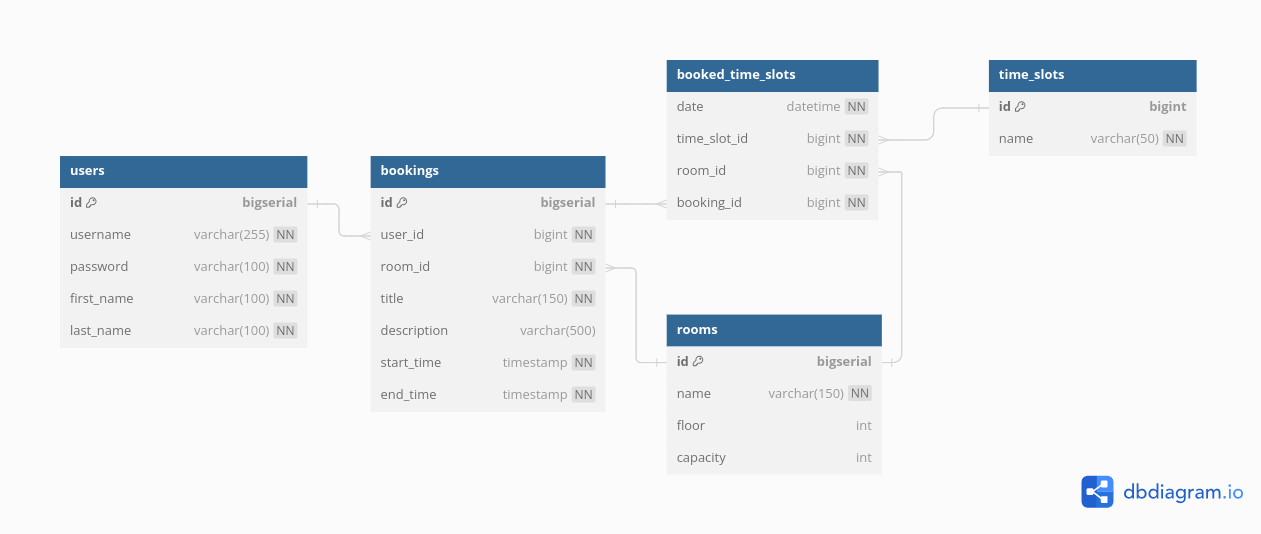 users
id bigserial
username varchar(255) NN
password varchar(100) NN
first_name varchar(100) NN
last_name varchar(100) NN
bookings
id bigserial
user_id bigint NN
room_id bigint NN
title varchar(150) NN
description varchar(500)
start_time timestamp NN
end_time timestamp NN
booked_time_slots
date datetime NN
time_slot_id bigint NN
room_id bigint NN
booking_id bigint NN
rooms
id bigserial
name varchar(150) NN
floor int
capacity int
time_slots
id bigint
name varchar(50) NN
dbdiagram.io